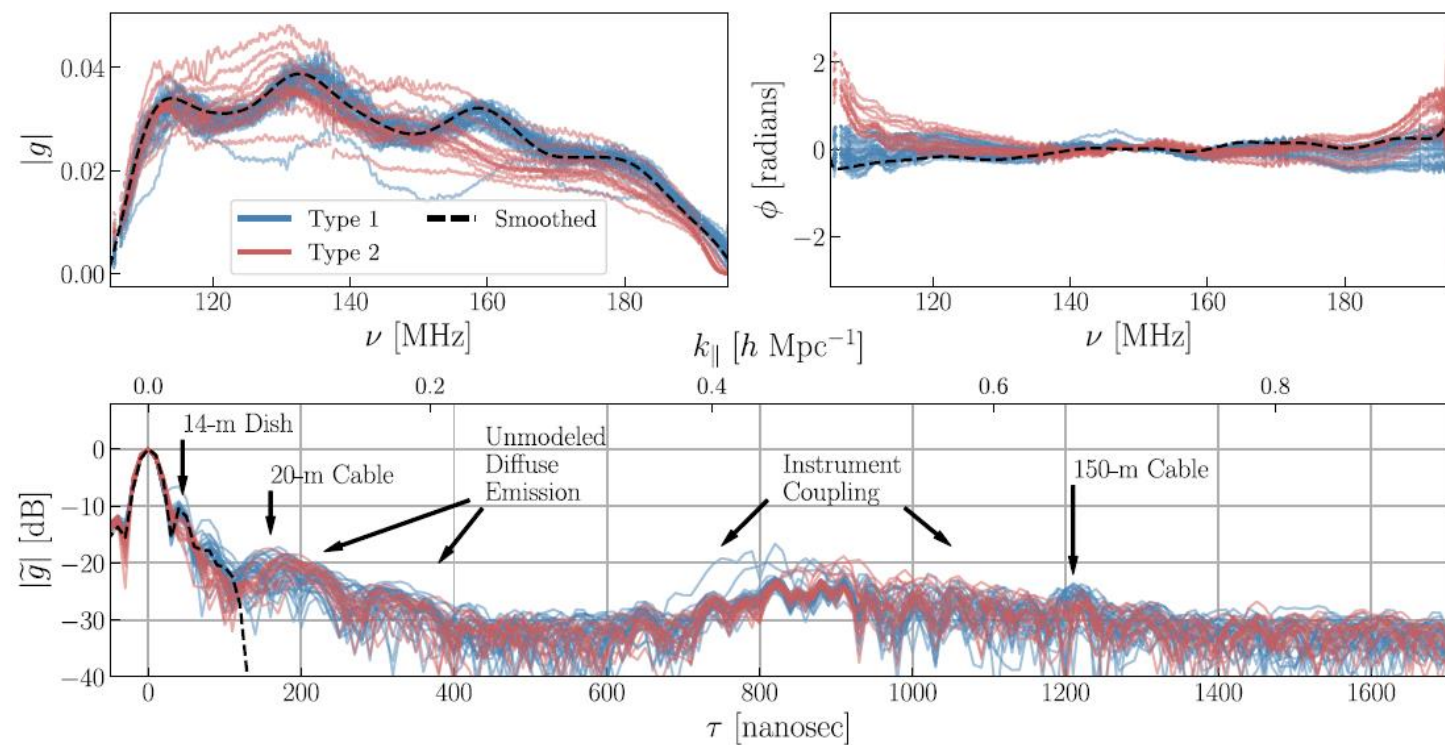 |g|
0.04
0.02
0.00
Type 1
Type 2
Smoothed
120 140 160 180
ν [MHz]
ϕ [radians]
2
0
−2
120 140 160 180
ν [MHz]
k∥ [h Mpc⁻¹]
0.0 0.2 0.4 0.6 0.8
|g̃| [dB]
0
−10
−20
−30
−40
14-m Dish
20-m Cable
Unmodeled
Diffuse
Emission
Instrument
Coupling
150-m Cable
0 200 400 600 800 1000 1200 1400 1600
τ [nanosec]